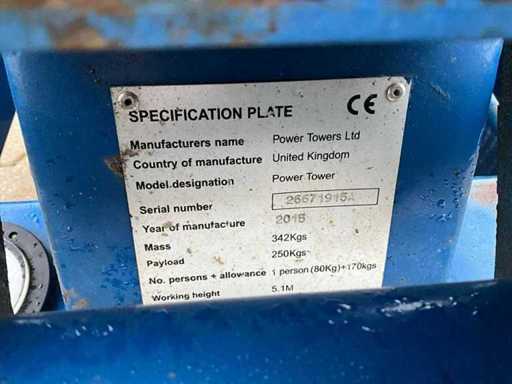 SPECIFICATION PLATE CE
Manufacturers name Power Towers Ltd
Country of manufacture United Kingdom
Model designation Power Tower
Serial number 26671915A
Year of manufacture 2015
Mass 342Kgs
Payload 250Kgs
No. persons + allowance 1 person (80Kg)+170kgs
Working height 5.1M